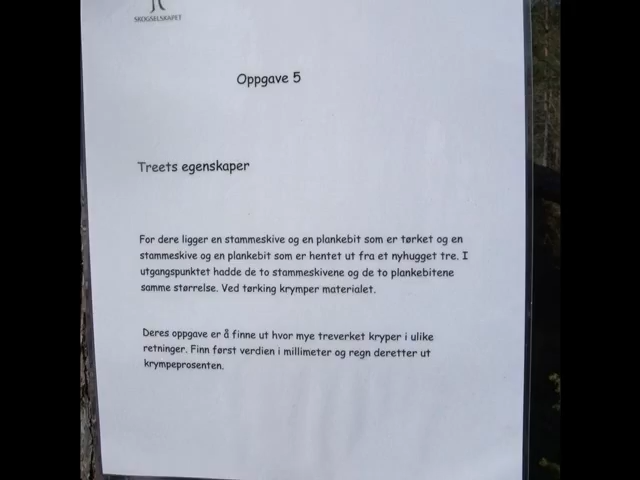 SKOGSELSKAPET
Oppgave 5
Treets egenskaper
For dere ligger en stammeskive og en plankebit som er tørket og en
stammeskive og en plankebit som er hentet ut fra et nyhugget tre. I
utgangspunktet hadde de to stammeskivene og de to plankebitene
samme størrelse. Ved tørking krymper materialet.
Deres oppgave er å finne ut hvor mye treverket kryper i ulike
retninger. Finn først verdien i millimeter og regn deretter ut
krympeprosenten.